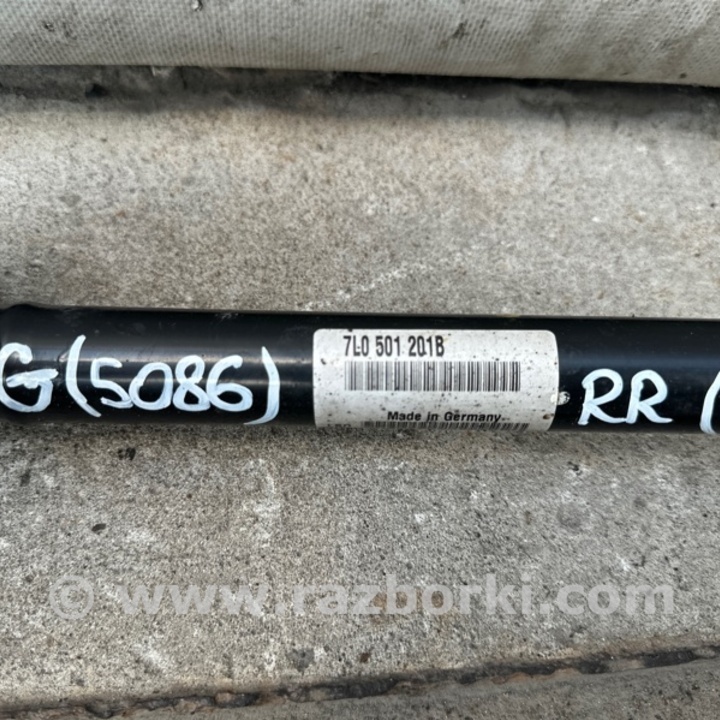 G (5086)
7L0 501 201B
Made in Germany
RR (
© www.razborki.com